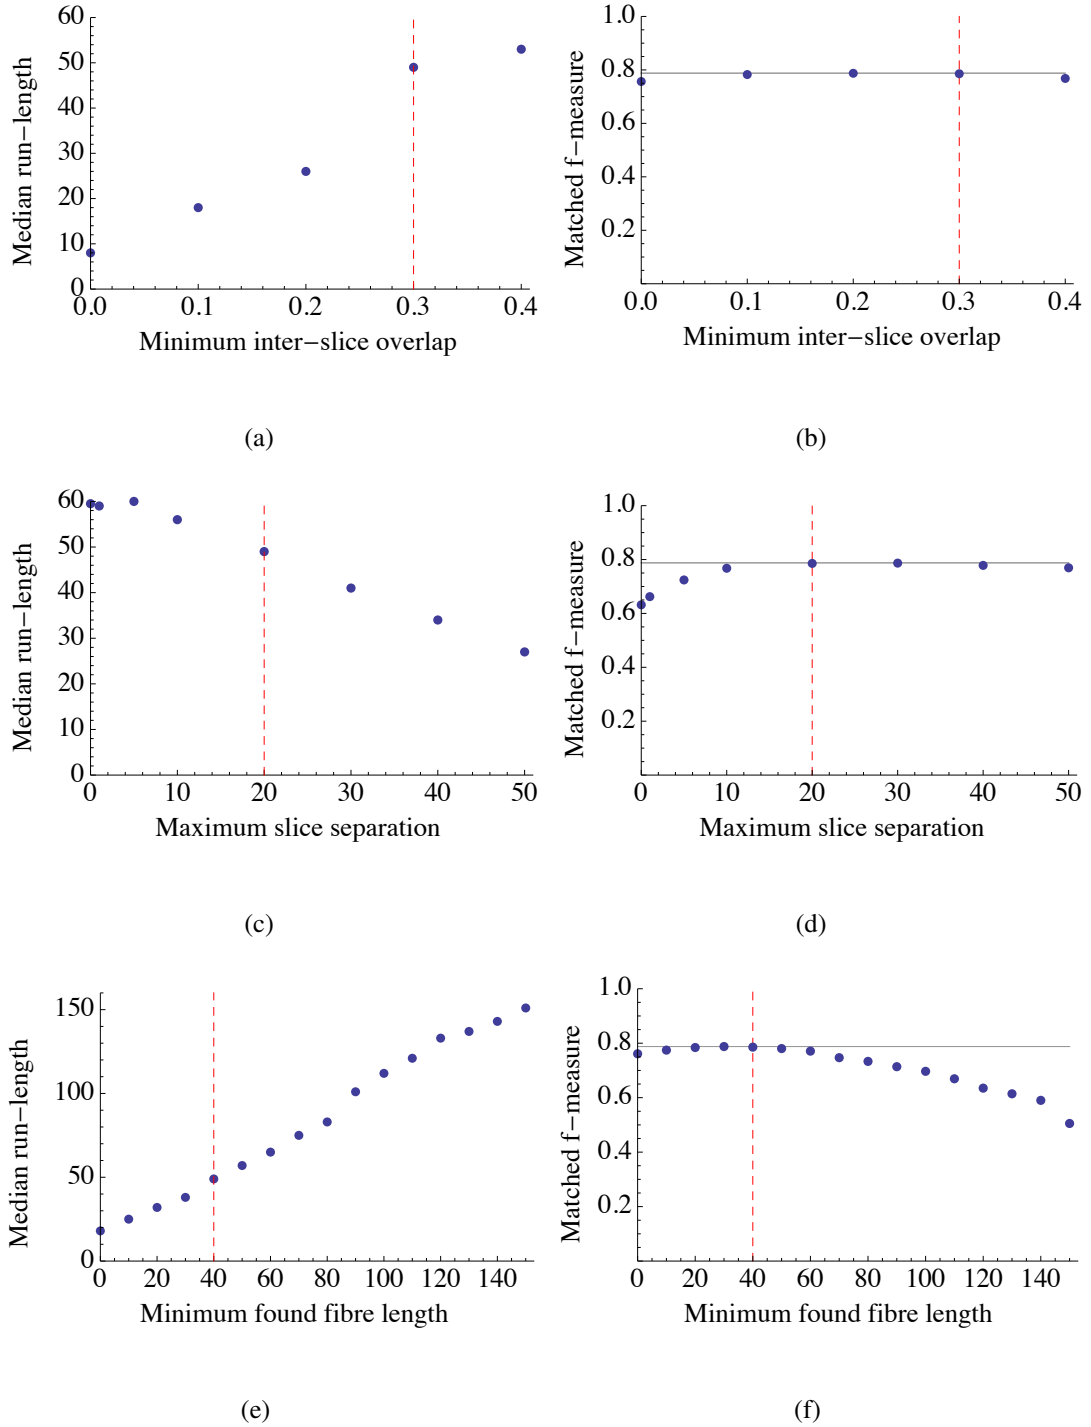 60
50
40
30
20
10
0
0.0 0.1 0.2 0.3 0.4
Median run−length
Minimum inter−slice overlap
(a)
1.0
0.8
0.6
0.4
0.2
0.0 0.1 0.2 0.3 0.4
Matched f−measure
Minimum inter−slice overlap
(b)
60
50
40
30
20
10
0
0 10 20 30 40 50
Median run−length
Maximum slice separation
(c)
1.0
0.8
0.6
0.4
0.2
0 10 20 30 40 50
Matched f−measure
Maximum slice separation
(d)
150
100
50
0
0 20 40 60 80 100 120 140
Median run−length
Minimum found fibre length
(e)
1.0
0.8
0.6
0.4
0.2
0 20 40 60 80 100 120 140
Matched f−measure
Minimum found fibre length
(f)